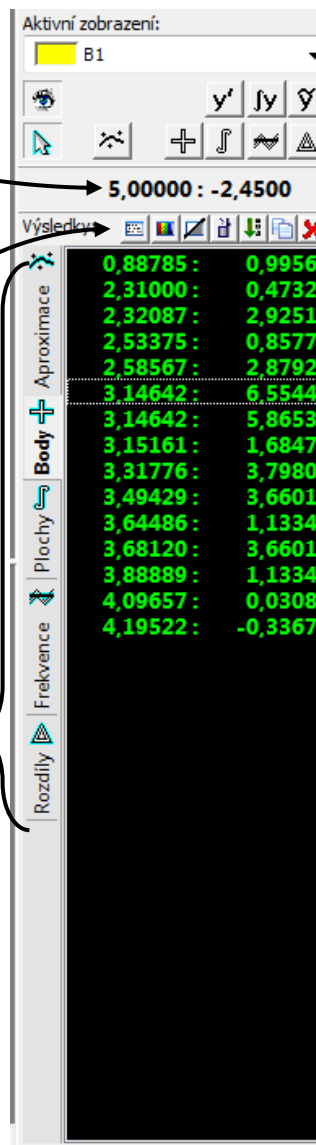 Aktivní zobrazení:
B1
y′ ∫y ỹ
5,00000 : -2,4500
Výsledky:
0,88785 : 0,9956
2,31000 : 0,4732
2,32087 : 2,9251
2,53375 : 0,8577
2,58567 : 2,8792
3,14642 : 6,5544
3,14642 : 5,8653
3,15161 : 1,6847
3,31776 : 3,7980
3,49429 : 3,6601
3,64486 : 1,1334
3,68120 : 3,6601
3,88889 : 1,1334
4,09657 : 0,0308
4,19522 : -0,3367
Aproximace
Body
Plochy
Frekvence
Rozdíly